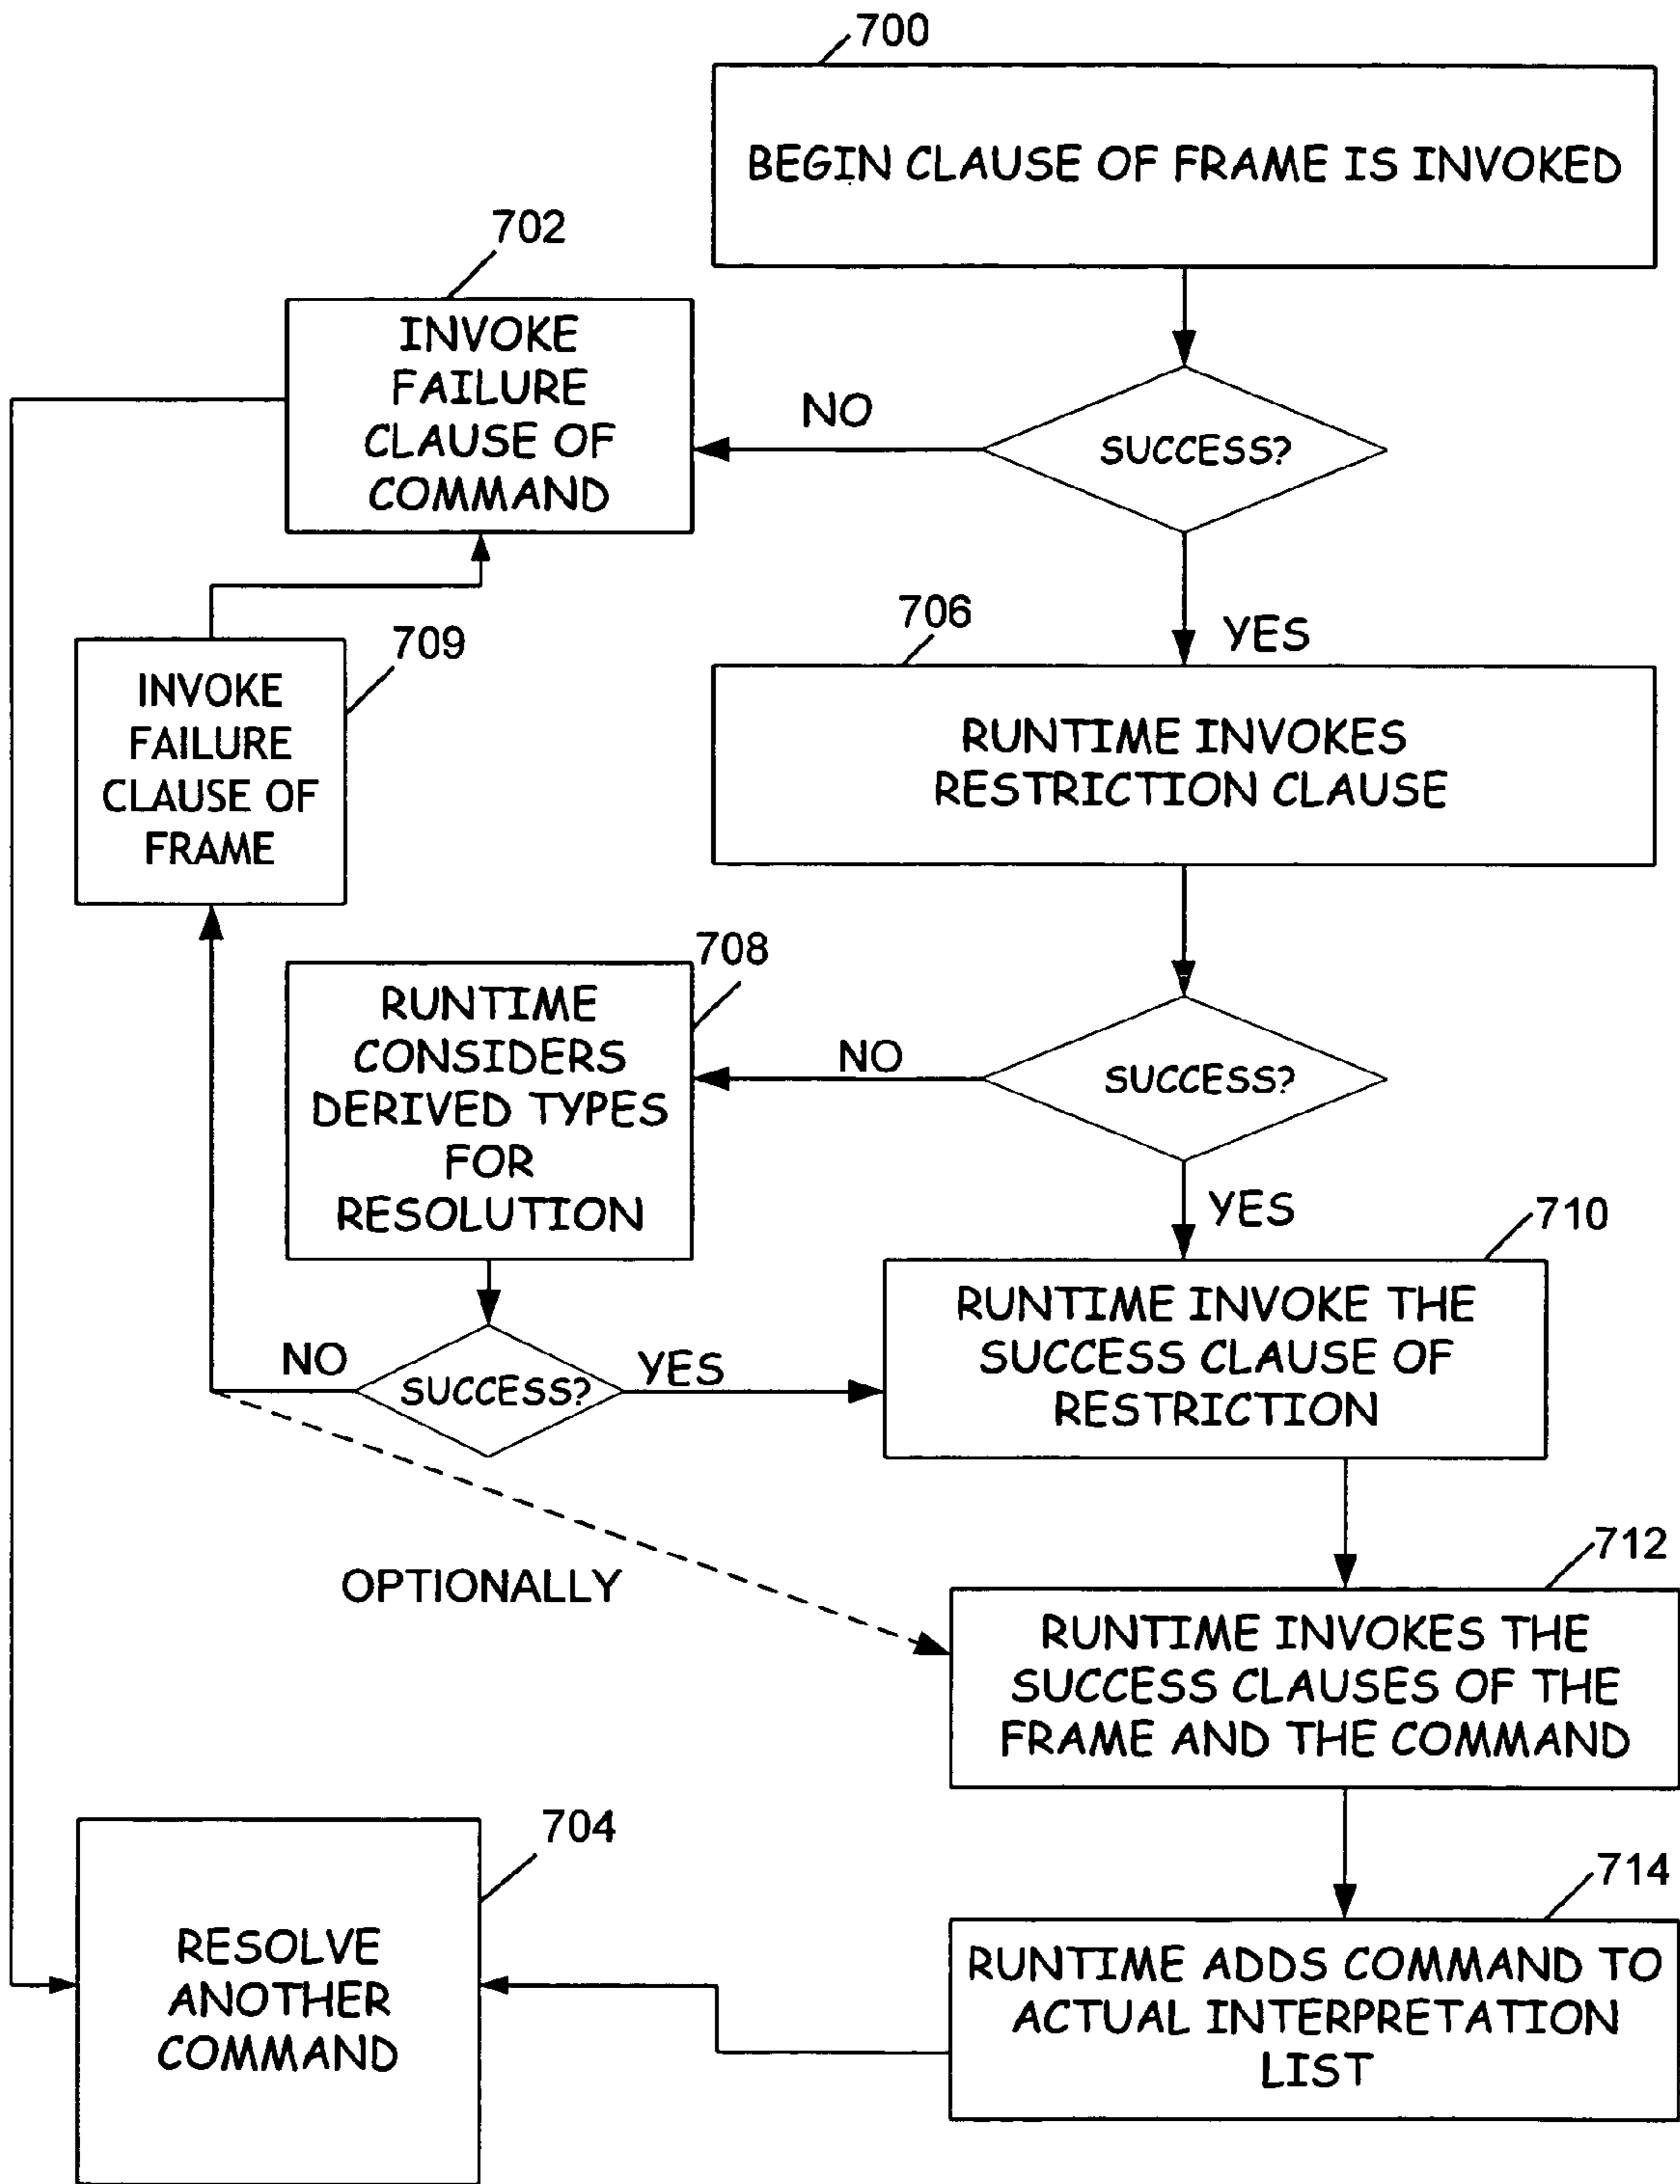 700
BEGIN CLAUSE OF FRAME IS INVOKED
702
INVOKE
FAILURE
CLAUSE OF
COMMAND
NO
SUCCESS?
YES
706
RUNTIME INVOKES
RESTRICTION CLAUSE
709
INVOKE
FAILURE
CLAUSE OF
FRAME
708
RUNTIME
CONSIDERS
DERIVED TYPES
FOR
RESOLUTION
NO
SUCCESS?
YES
710
RUNTIME INVOKE THE
SUCCESS CLAUSE OF
RESTRICTION
NO
SUCCESS?
YES
OPTIONALLY
712
RUNTIME INVOKES THE
SUCCESS CLAUSES OF THE
FRAME AND THE COMMAND
704
RESOLVE
ANOTHER
COMMAND
714
RUNTIME ADDS COMMAND TO
ACTUAL INTERPRETATION
LIST